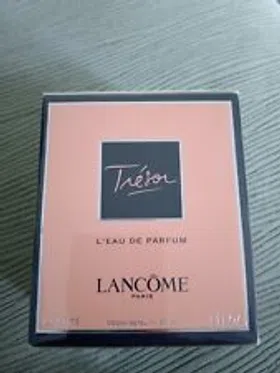 Trésor
L'EAU DE PARFUM
LANCÔME
PARIS